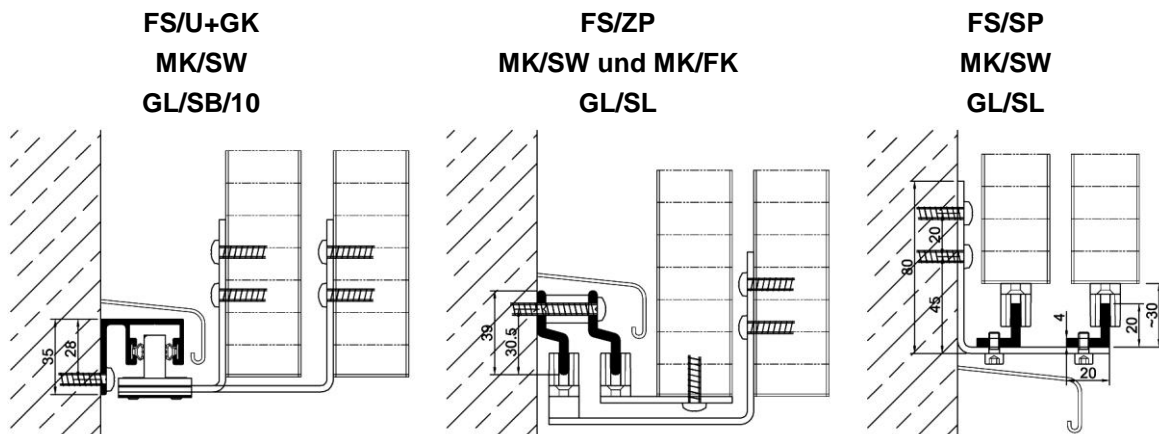 FS/U+GK
MK/SW
GL/SB/10
35
28
FS/ZP
MK/SW und MK/FK
GL/SL
39
30.5
FS/SP
MK/SW
GL/SL
80
20
45
4
20
~30
20